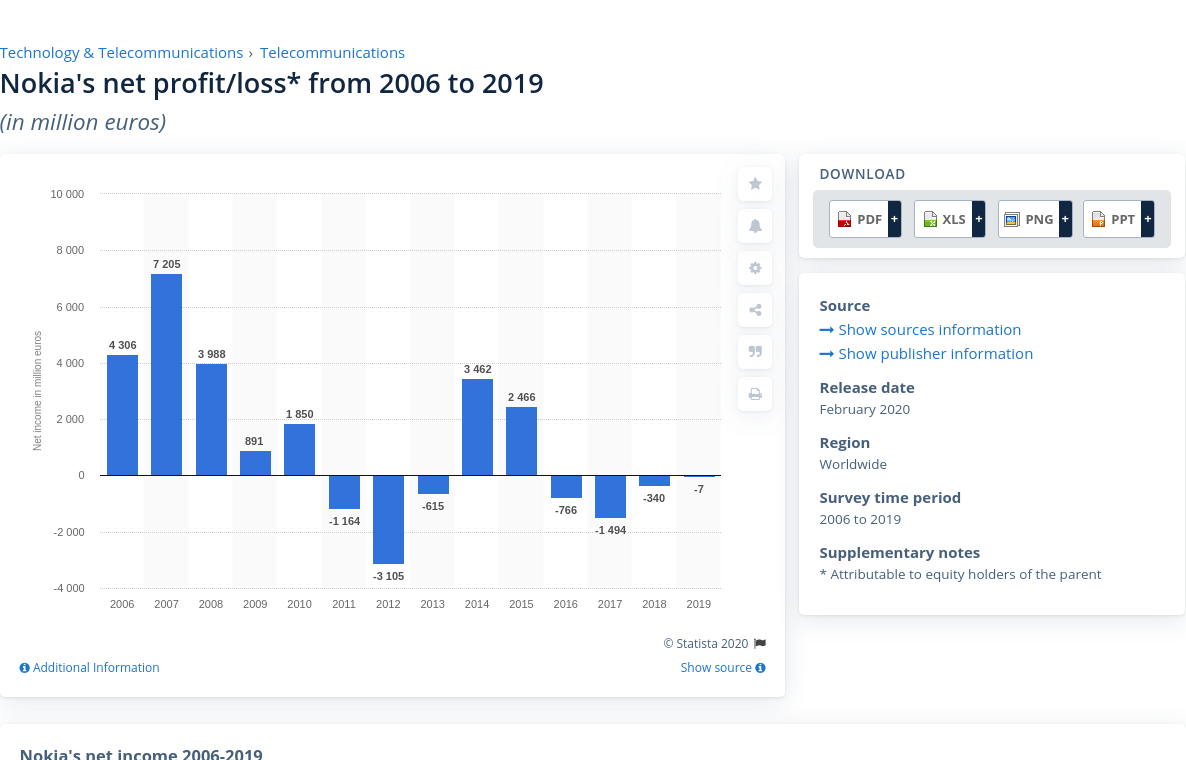 Technology & Telecommunications › Telecommunications
Nokia's net profit/loss* from 2006 to 2019
(in million euros)
10 000
8 000
6 000
4 000
2 000
0
-2 000
-4 000
Net income in million euros
4 306
7 205
3 988
891
1 850
-1 164
-3 105
-615
3 462
2 466
-766
-1 494
-340
-7
2006 2007 2008 2009 2010 2011 2012 2013 2014 2015 2016 2017 2018 2019
© Statista 2020
Additional Information
Show source
DOWNLOAD
PDF + XLS + PNG + PPT +
Source
Show sources information
Show publisher information
Release date
February 2020
Region
Worldwide
Survey time period
2006 to 2019
Supplementary notes
* Attributable to equity holders of the parent
Nokia's net income 2006-2019